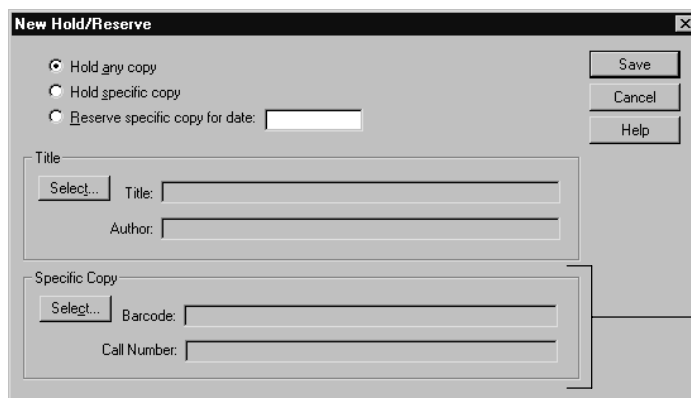 New Hold/Reserve
Hold any copy
Hold specific copy
Reserve specific copy for date:
Save
Cancel
Help
Title
Select... Title:
Author:
Specific Copy
Select... Barcode:
Call Number: